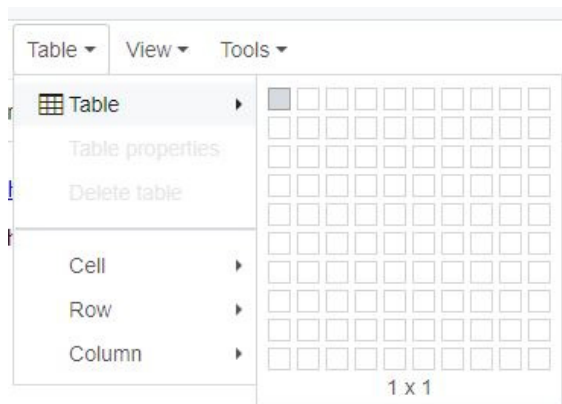 Table View Tools
Table
Table properties
Delete table
Cell
Row
Column
1 x 1